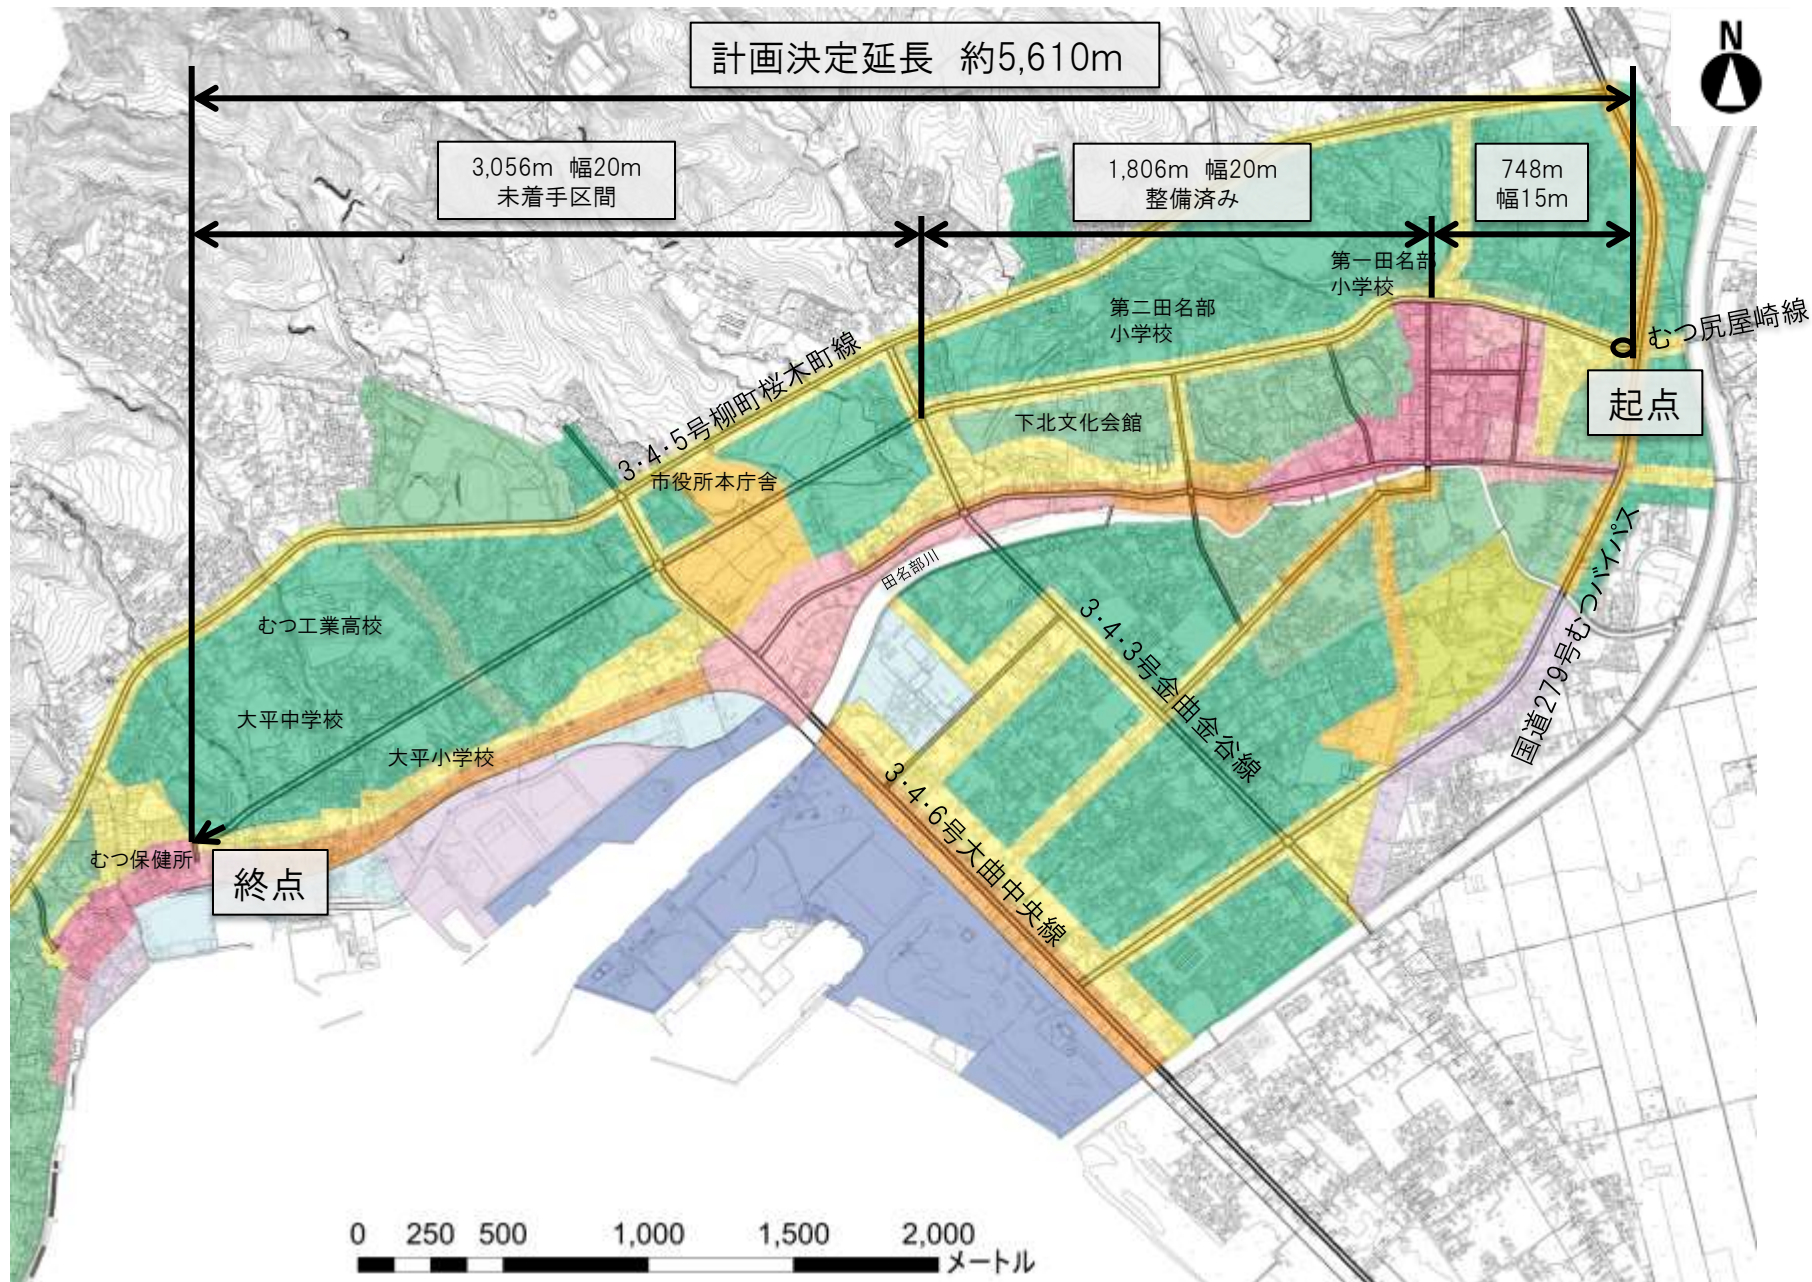 計画決定延長 約5,610m
N
3,056m 幅20m
未着手区間
1,806m 幅20m
整備済み
748m
幅15m
第一田名部
小学校
第二田名部
小学校
むつ尻屋崎線
起点
3・4・5号柳町桜木町線
下北文化会館
市役所本庁舎
田名部川
国道279号むつバイパス
むつ工業高校
3・4・3号金曲金谷線
大平中学校
大平小学校
3・4・6号大曲中央線
むつ保健所
終点
0 250 500 1,000 1,500 2,000
メートル